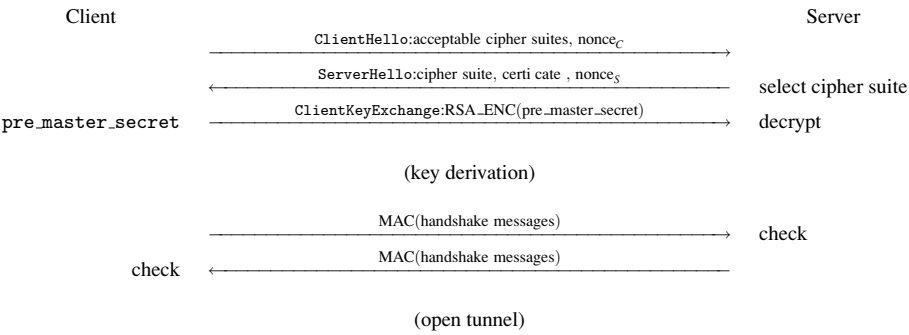 Client Server
ClientHello:acceptable cipher suites, nonce_C
ServerHello:cipher suite, certi cate , nonce_S
select cipher suite
pre_master_secret ClientKeyExchange:RSA_ENC(pre_master_secret) decrypt
(key derivation)
MAC(handshake messages)
check
MAC(handshake messages)
check
(open tunnel)